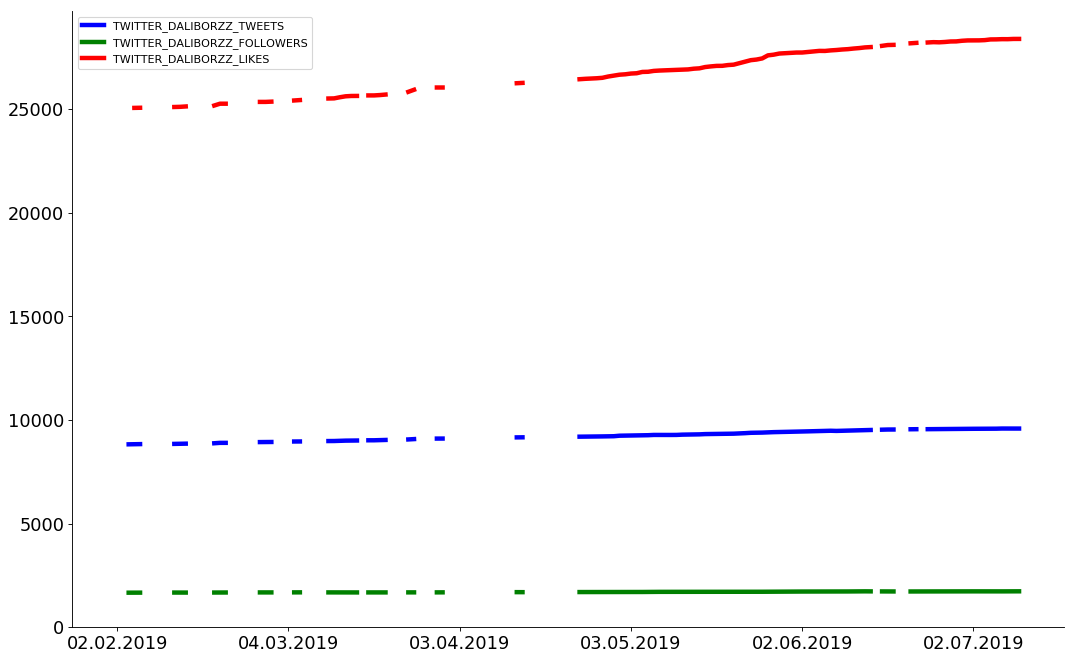 TWITTER_DALIBORZZ_TWEETS
TWITTER_DALIBORZZ_FOLLOWERS
TWITTER_DALIBORZZ_LIKES
25000
20000
15000
10000
5000
0
02.02.2019 04.03.2019 03.04.2019 03.05.2019 02.06.2019 02.07.2019